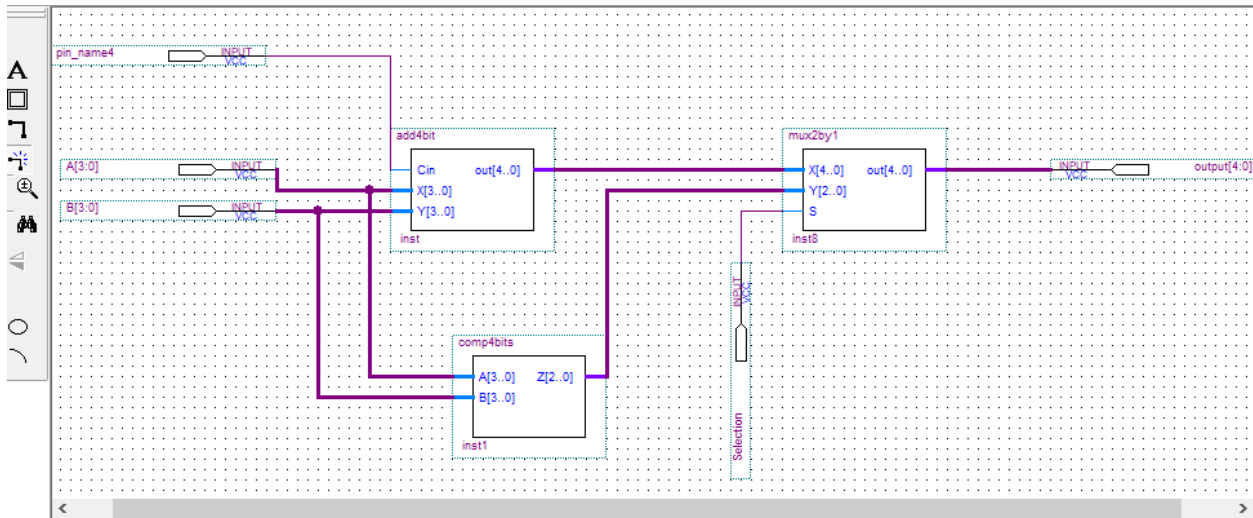 pin_name4 INPUT
VCC
add4bit mux2by1
A[3:0] INPUT
VCC
Cin out[4..0]
X[3..0]
Y[3..0]
inst
X[4..0] out[4..0]
Y[2..0]
S
inst8
INPUT output[4:0]
VCC
B[3:0] INPUT
VCC
INPUT
VCC
Selection
comp4bits
A[3..0] Z[2..0]
B[3..0]
inst1
A